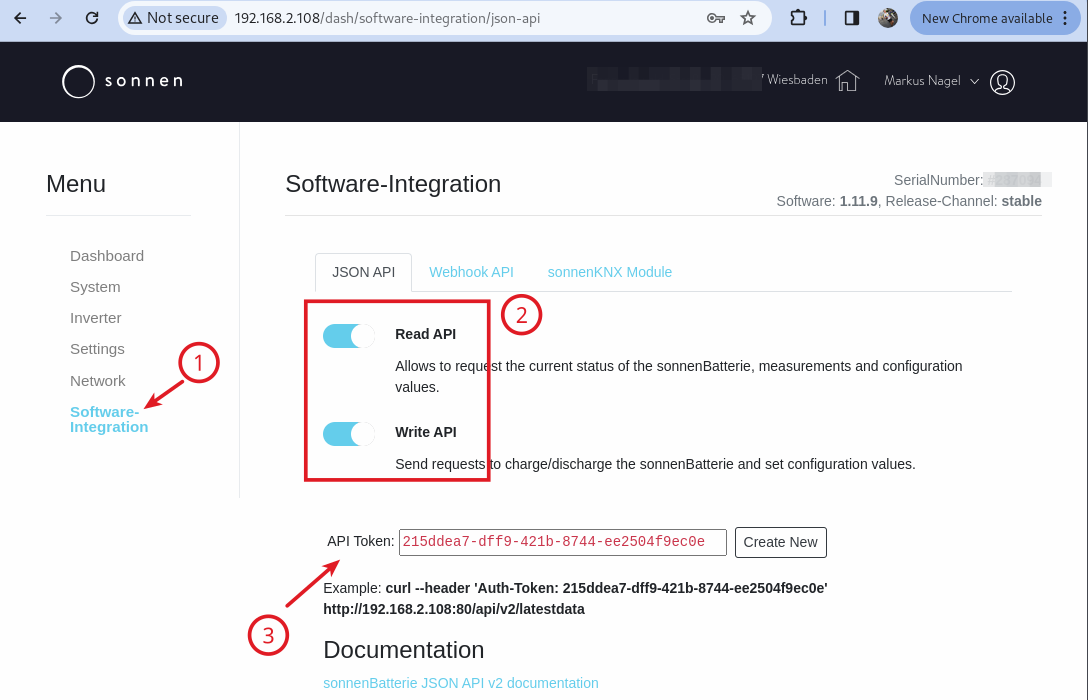 Not secure 192.168.2.108/dash/software-integration/json-api New Chrome available
sonnen Wiesbaden Markus Nagel
Menu
Software-Integration
SerialNumber:
Software: 1.11.9, Release-Channel: stable
Dashboard
System
Inverter
Settings
Network
Software-
Integration
1
JSON API Webhook API sonnenKNX Module
2
Read API
Allows to request the current status of the sonnenBatterie, measurements and configuration
values.
Write API
Send requests to charge/discharge the sonnenBatterie and set configuration values.
API Token: 215ddea7-dff9-421b-8744-ee2504f9ec0e Create New
Example: curl --header 'Auth-Token: 215ddea7-dff9-421b-8744-ee2504f9ec0e'
http://192.168.2.108:80/api/v2/latestdata
3
Documentation
sonnenBatterie JSON API v2 documentation